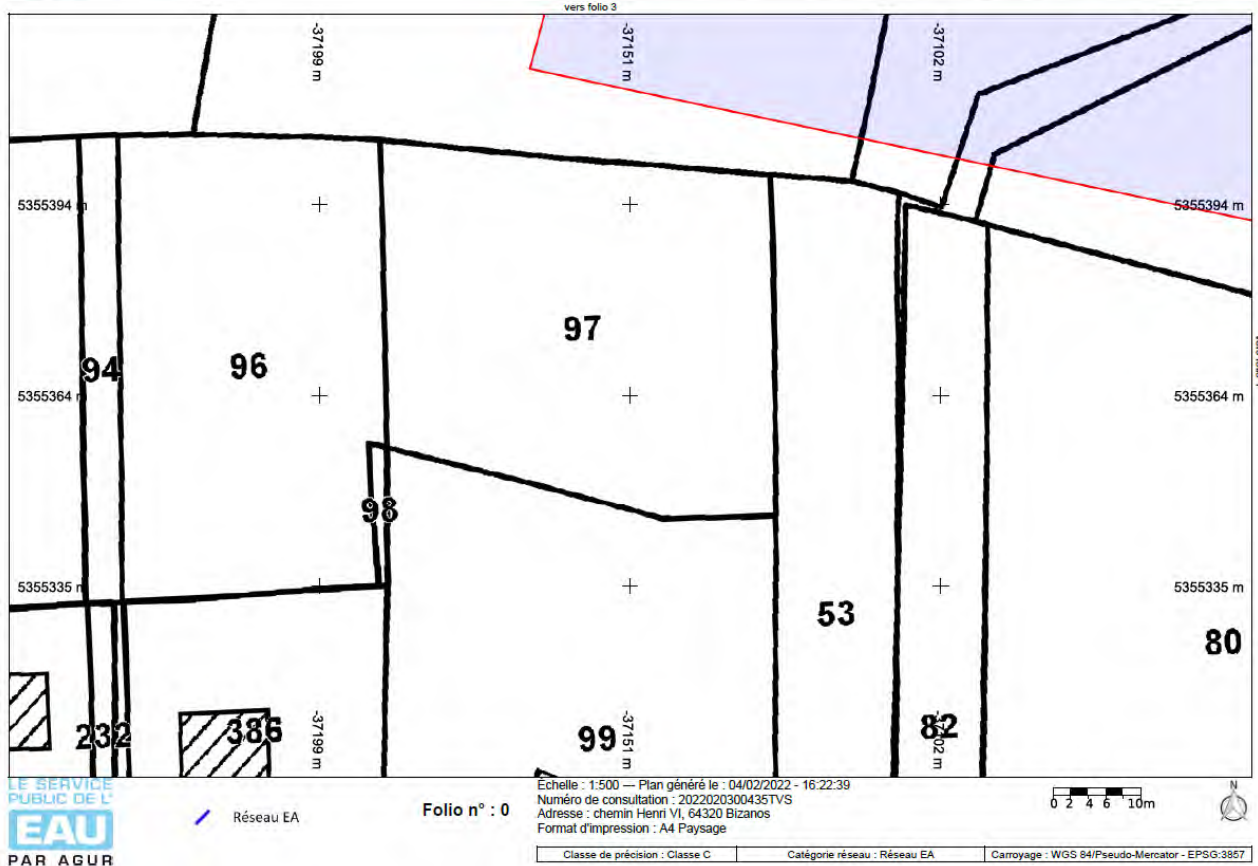 vers folio 3
-37199 m
-37151 m
-37102 m
5355394 m
5355394 m
97
94
96
5355364 m
5355364 m
98
5355335 m
5355335 m
53
80
232
386
99
82
-37199 m
-37151 m
-37102 m
LE SERVICE
PUBLIC DE L'
EAU
PAR AGUR
Réseau EA
Folio n° : 0
Echelle : 1:500 — Plan généré le : 04/02/2022 - 16:22:39
Numéro de consultation : 2022020300435TVS
Adresse : chemin Henri VI, 64320 Bizanos
Format d'impression : A4 Paysage
0 2 4 6 10m
N
Classe de précision : Classe C
Catégorie réseau : Réseau EA
Carroyage : WGS 84/Pseudo-Mercator - EPSG:3857